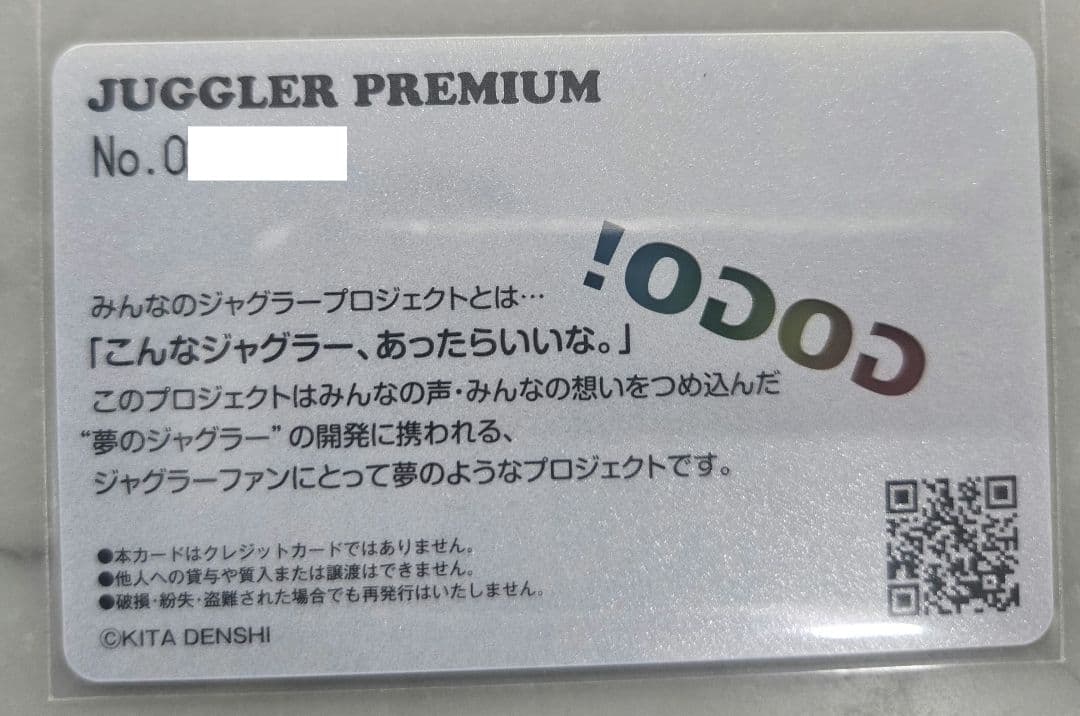 JUGGLER PREMIUM
No.0
GOGO!
みんなのジャグラープロジェクトとは…
「こんなジャグラー、あったらいいな。」
このプロジェクトはみんなの声・みんなの想いをつめ込んだ
“夢のジャグラー”の開発に携われる、
ジャグラーファンにとって夢のようなプロジェクトです。
●本カードはクレジットカードではありません。
●他人への貸与や質入または譲渡はできません。
●破損・紛失・盗難された場合でも再発行はいたしません。
©KITA DENSHI